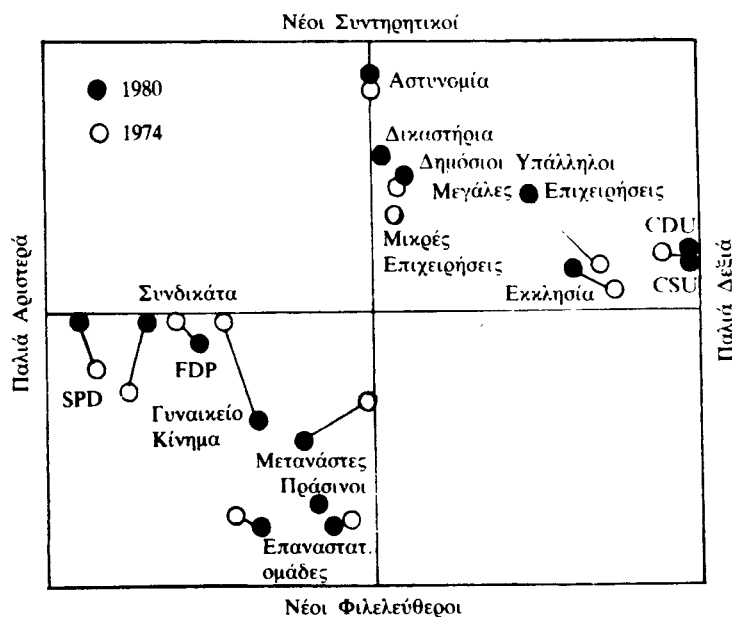 Νέοι Συντηρητικοί
1980
1974
Αστυνομία
Δικαστήρια
Δημόσιοι Υπάλληλοι
Μεγάλες Επιχειρήσεις
Μικρές
Επιχειρήσεις
CDU
CSU
Εκκλησία
Παλιά Αριστερά
Παλιά Δεξιά
Συνδικάτα
SPD
FDP
Γυναικείο
Κίνημα
Μετανάστες
Πράσινοι
Επαναστατ.
ομάδες
Νέοι Φιλελεύθεροι